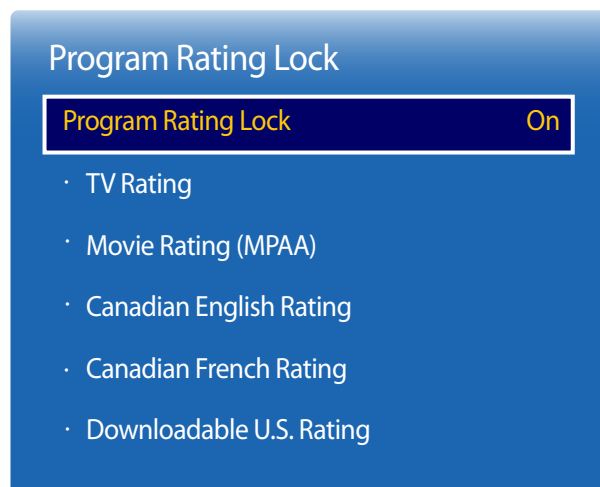 Program Rating Lock
Program Rating Lock On
· TV Rating
· Movie Rating (MPAA)
· Canadian English Rating
· Canadian French Rating
· Downloadable U.S. Rating